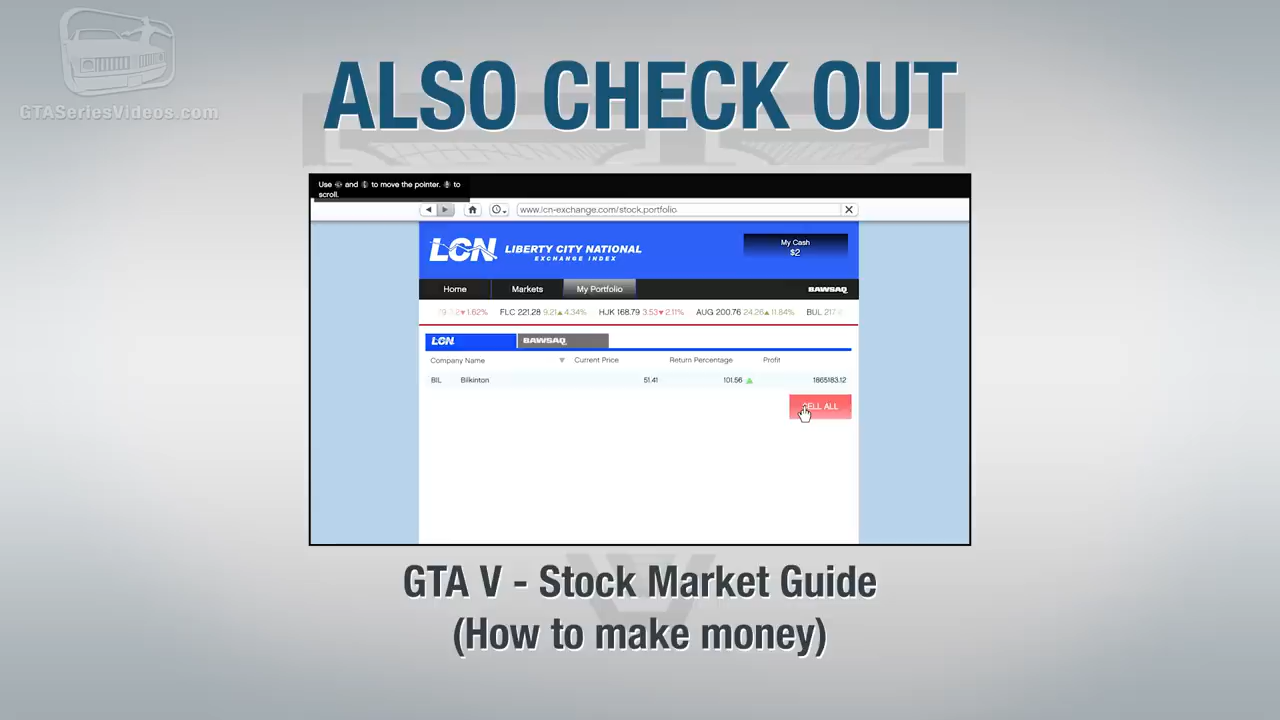 GTASeriesVideos.com
ALSO CHECK OUT
Use and to move the pointer. to
scroll.
www.lcn-exchange.com/stock.portfolio
LCN LIBERTY CITY NATIONAL
EXCHANGE INDEX
My Cash
$2
Home Markets My Portfolio BAWSAQ
1.62% FLC 221.28 9.21 4.34% HJK 168.79 3.53 2.11% AUG 200.76 24.26 11.84% BUL 217
LCN BAWSAQ
Company Name Current Price Return Percentage Profit
BIL Bilkinton 51.41 101.56 1865183.12
SELL ALL
GTA V - Stock Market Guide
(How to make money)